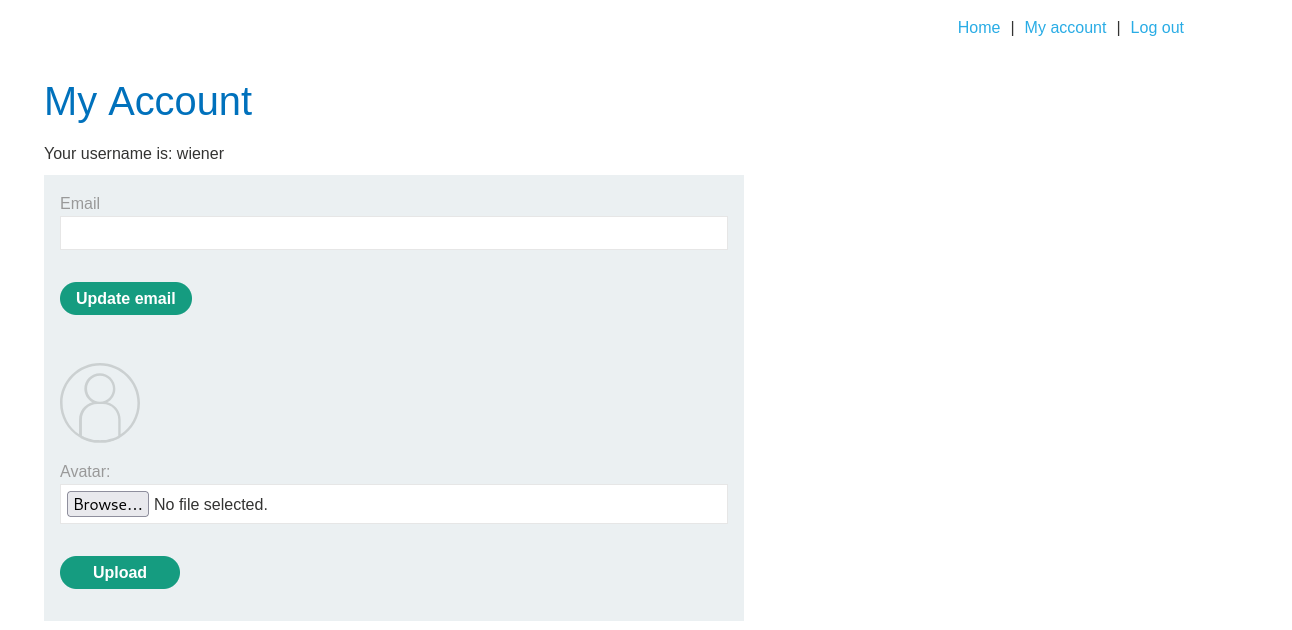 Home | My account | Log out
My Account
Your username is: wiener
Email
Update email
Avatar:
Browse... No file selected.
Upload